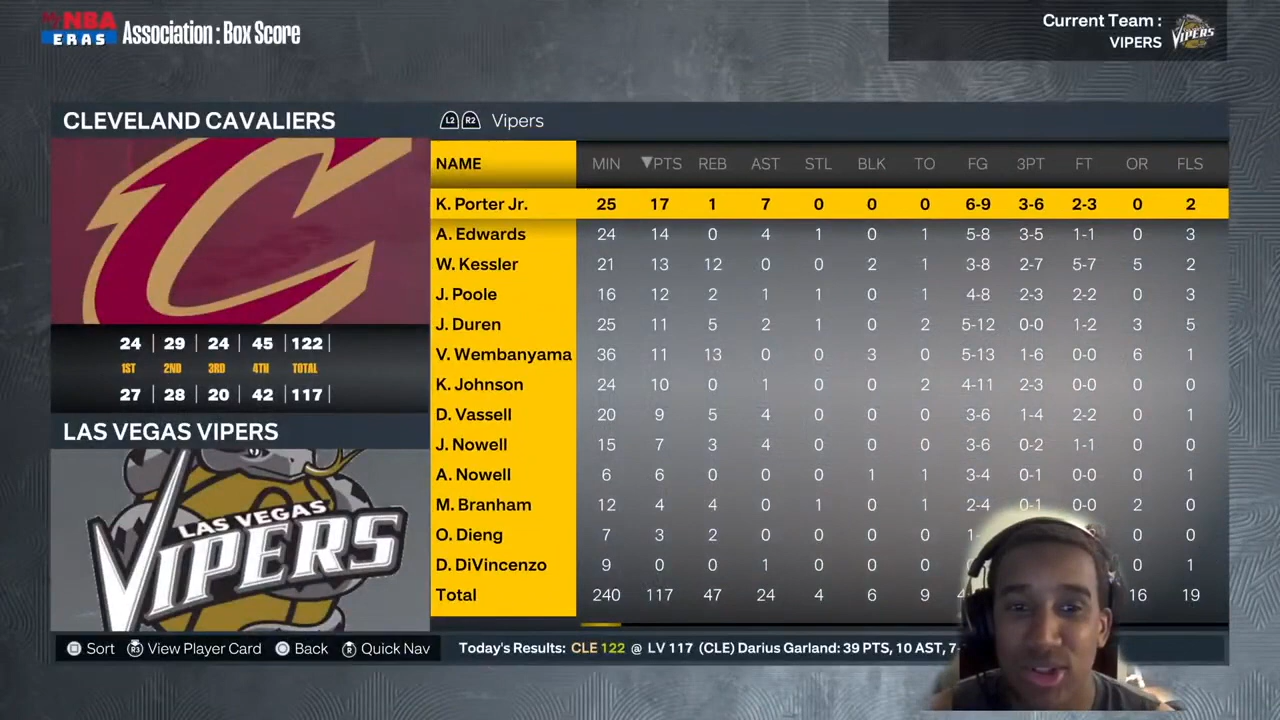 MyNBA ERAS
Association : Box Score
Current Team :
VIPERS
VIPERS
CLEVELAND CAVALIERS
24 29 24 45 122
1ST 2ND 3RD 4TH TOTAL
27 28 20 42 117
LAS VEGAS VIPERS
LAS VEGAS
VIPERS
L2 R2 Vipers
NAME MIN ▼PTS REB AST STL BLK TO FG 3PT FT OR FLS
K. Porter Jr. 25 17 1 7 0 0 0 6-9 3-6 2-3 0 2
A. Edwards 24 14 0 4 1 0 1 5-8 3-5 1-1 0 3
W. Kessler 21 13 12 0 0 2 1 3-8 2-7 5-7 5 2
J. Poole 16 12 2 1 1 0 1 4-8 2-3 2-2 0 3
J. Duren 25 11 5 2 1 0 2 5-12 0-0 1-2 3 5
V. Wembanyama 36 11 13 0 0 3 0 5-13 1-6 0-0 6 1
K. Johnson 24 10 0 1 0 0 2 4-11 2-3 0-0 0 0
D. Vassell 20 9 5 4 0 0 0 3-6 1-4 2-2 0 1
J. Nowell 15 7 3 4 0 0 0 3-6 0-2 1-1 0 0
A. Nowell 6 6 0 0 0 1 1 3-4 0-1 0-0 0 1
M. Branham 12 4 4 0 1 0 1 2-4 0-1 0-0 2 0
O. Dieng 7 3 2 0 0 0 0 0 0
D. DiVincenzo 9 0 0 1 0 0 0 0 1
Total 240 117 47 24 4 6 9 16 19
Sort R3 View Player Card Back R Quick Nav
Today's Results: CLE 122 @ LV 117 (CLE) Darius Garland: 39 PTS, 10 AST,